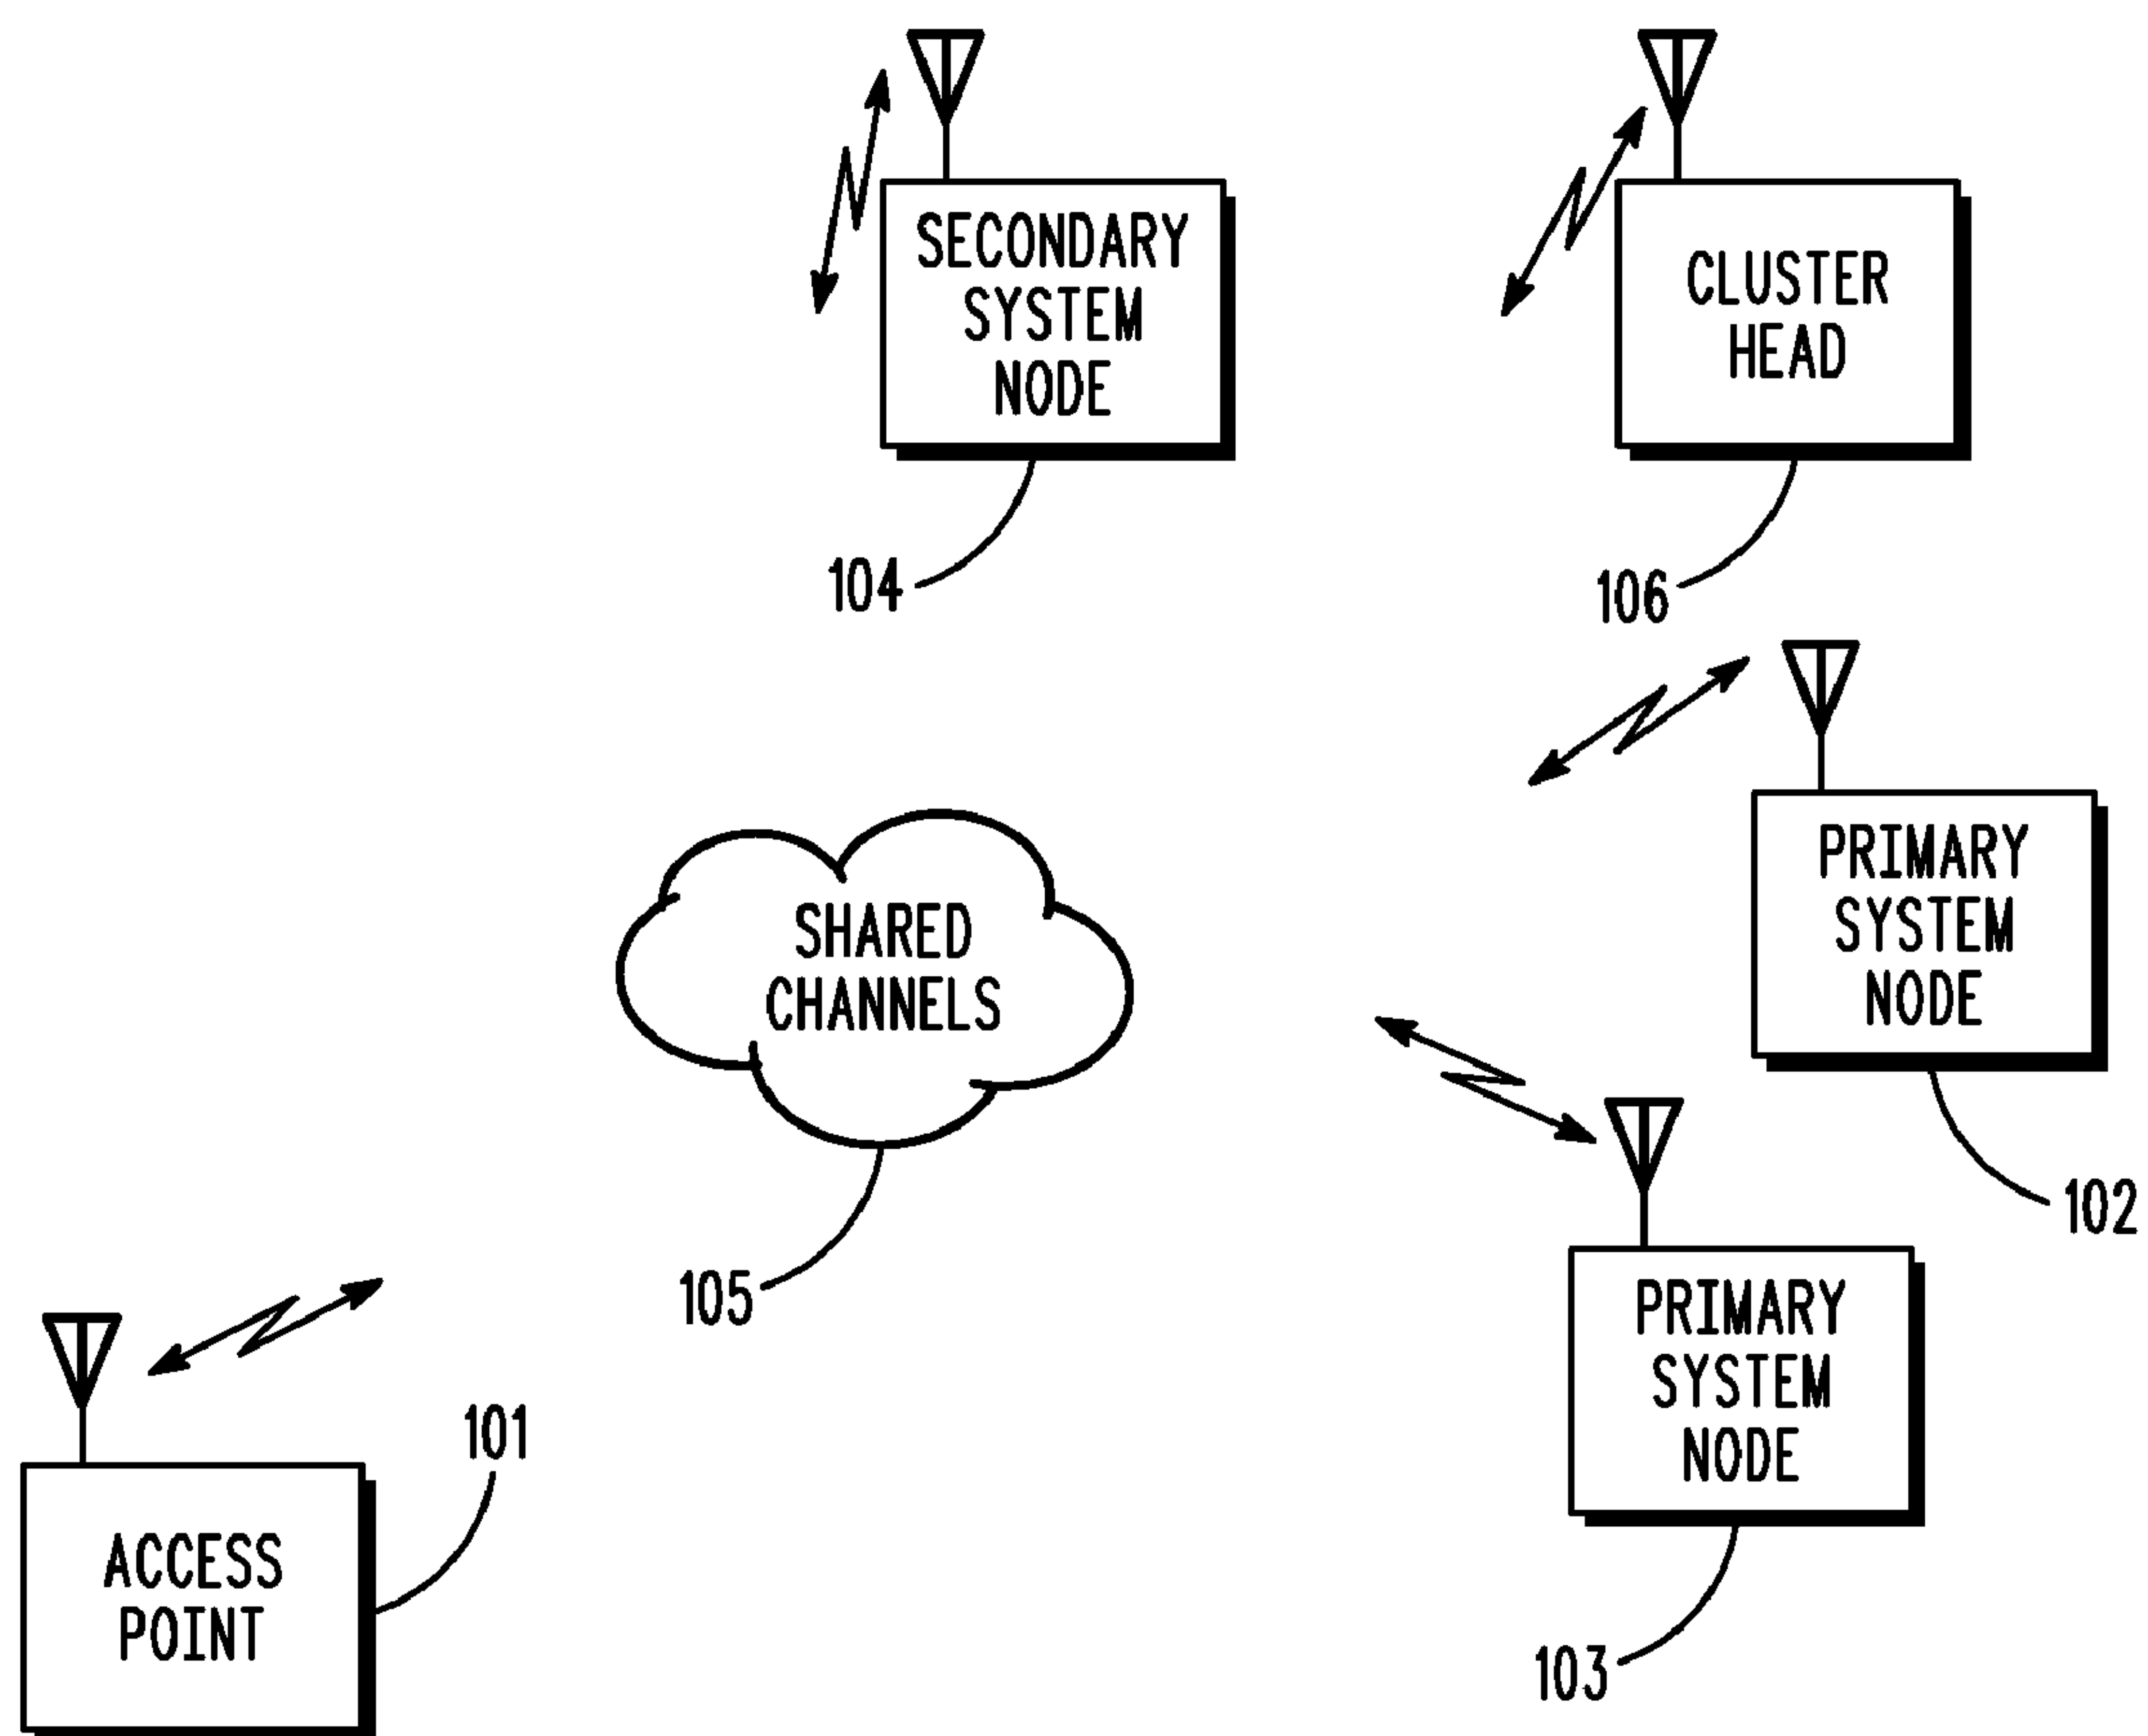 SECONDARY
SYSTEM
NODE
104
CLUSTER
HEAD
106
PRIMARY
SYSTEM
NODE
102
SHARED
CHANNELS
105
PRIMARY
SYSTEM
NODE
103
ACCESS
POINT
101